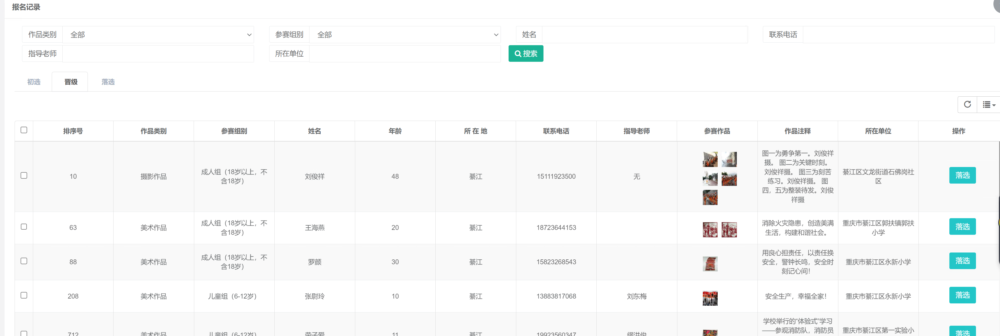 报名记录
作品类别 全部 参赛组别 全部 姓名 联系电话
指导老师 所在单位 搜索
初选 晋级 落选
排序号 作品类别 参赛组别 姓名 年龄 所 在 地 联系电话 指导老师 参赛作品 作品注释 所在单位 操作
10 摄影作品 成人组（18岁以上，不
含18岁） 刘俊祥 48 綦江 15111923500 无
图一为勇争第一。刘俊祥
摄。 图二为关键时刻。
刘俊祥摄。 图三为刻苦
练习。刘俊祥摄。 图
四，五为整装待发。刘俊
祥摄
綦江区文龙街道石佛岗社
区
落选
63 美术作品 成人组（18岁以上，不
含18岁） 王海燕 20 綦江 18723644153
消除火灾隐患，创造美满
生活，构建和谐社会。
重庆市綦江区郭扶镇郭扶
小学
落选
88 美术作品 成人组（18岁以上，不
含18岁） 罗颜 30 綦江 15823268543
用良心担责任，以责任换
安全，警钟长鸣，安全时
刻记心间！
重庆市綦江区永新小学
落选
208 美术作品 儿童组（6-12岁） 张尉玲 10 綦江 13883817068 刘东梅 安全生产，幸福全家！ 重庆市綦江区永新小学 落选
712 美术作品 儿童组（6-12岁） 11 綦江 19923560347 缪洪俊
学校举行的“体验式”学习
——参观消防队，消防员
重庆市綦江区第一实验小
落选